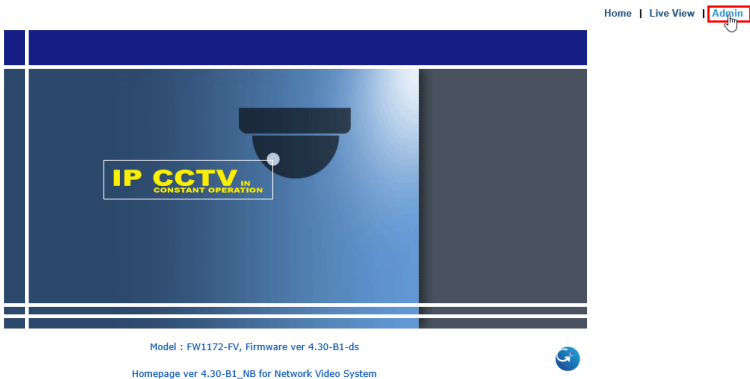 Home | Live View | Admin
IP CCTV IN
CONSTANT OPERATION
Model : FW1172-FV, Firmware ver 4.30-B1-ds
Homepage ver 4.30-B1_NB for Network Video System